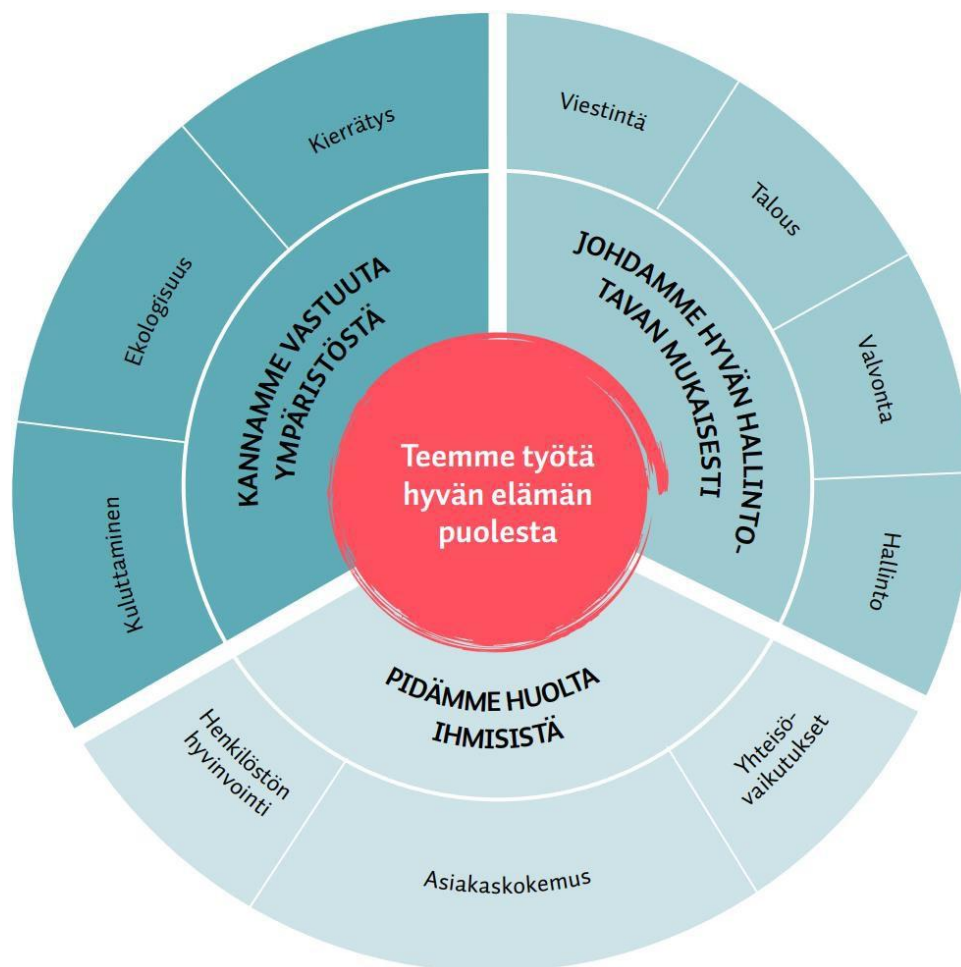 Kierrätys
Ekologisuus
Kuluttaminen
KANNAMME VASTUUTA
YMPÄRISTÖSTÄ
Viestintä
Talous
Valvonta
Hallinto
JOHDAMME HYVÄN HALLINTO-
TAVAN MUKAISESTI
Teemme työtä
hyvän elämän
puolesta
PIDÄMME HUOLTA
IHMISISTÄ
Henkilöstön
hyvinvointi
Asiakaskokemus
Yhteisö-
vaikutukset